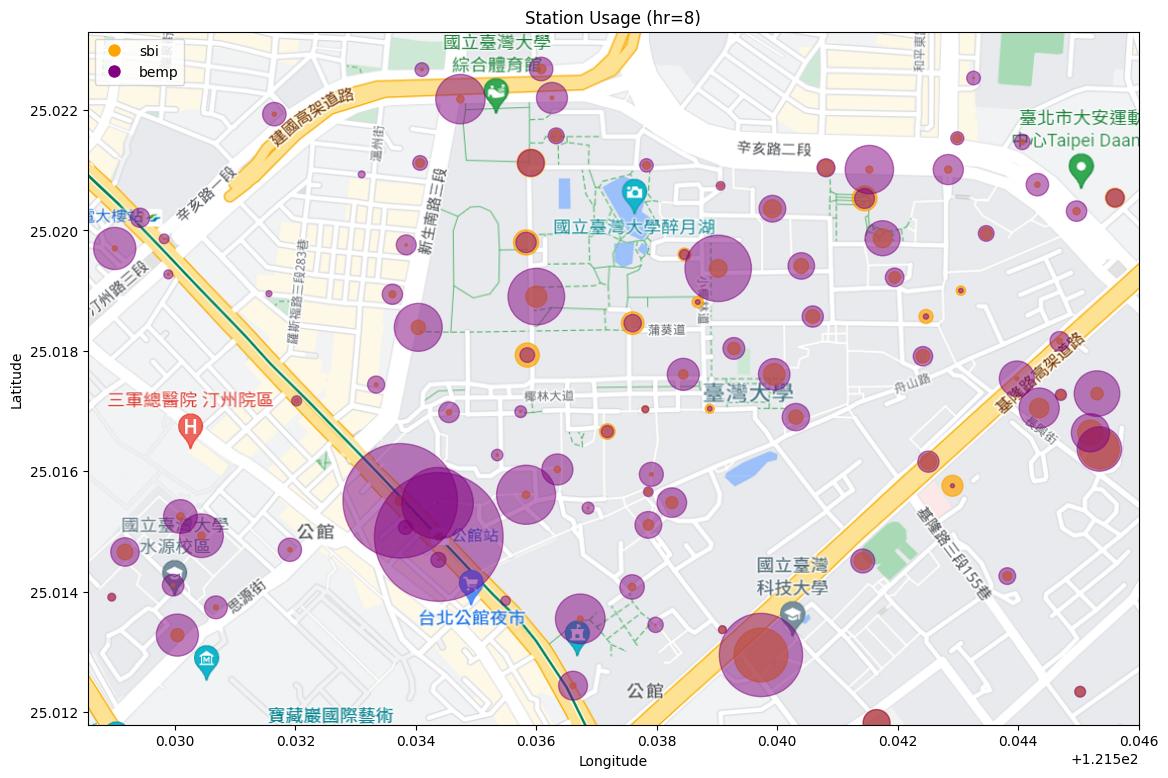 Station Usage (hr=8)
sbi
bemp
國立臺灣大學
綜合體育館
建國高架道路
溫州街
辛亥路一段
新生南路三段
辛亥路二段
臺北市大安運動
中心Taipei Daan
電大樓站
汀州路三段
羅斯福路三段283巷
國立臺灣大學醉月湖
小椰林道
蒲葵道
椰林大道
臺灣大學
舟山路
基隆路高架道路
長興街
三軍總醫院 汀州院區
國立臺灣大學
水源校區
公館
公館站
思源街
台北公館夜市
國立臺灣
科技大學
基隆路三段155巷
公館
寶藏巖國際藝術
Latitude
25.022
25.020
25.018
25.016
25.014
25.012
0.030
0.032
0.034
0.036
0.038
0.040
0.042
0.044
0.046
+1.215e2
Longitude